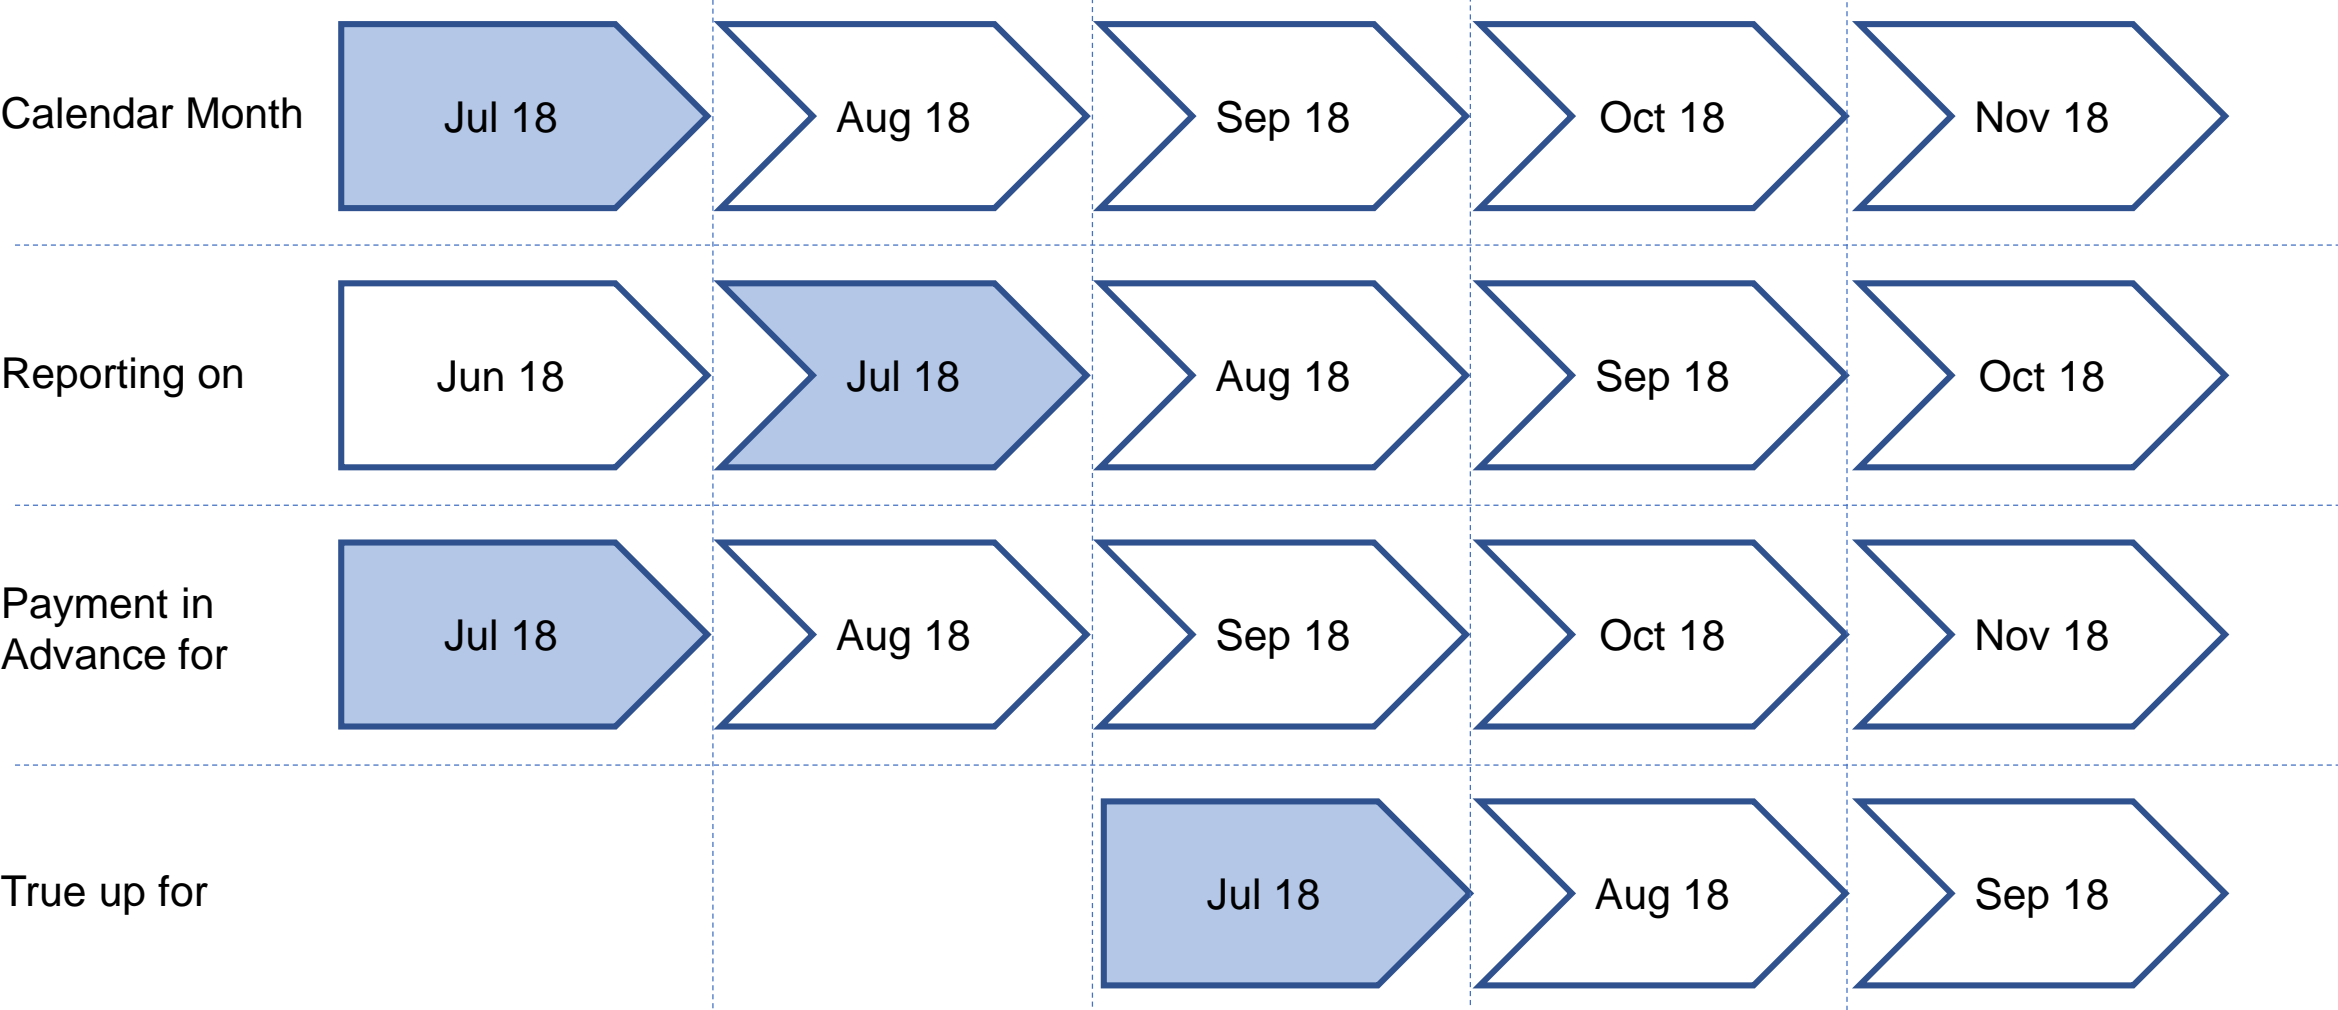 Calendar Month
Jul 18
Aug 18
Sep 18
Oct 18
Nov 18
Reporting on
Jun 18
Jul 18
Aug 18
Sep 18
Oct 18
Payment in
Advance for
Jul 18
Aug 18
Sep 18
Oct 18
Nov 18
True up for
Jul 18
Aug 18
Sep 18